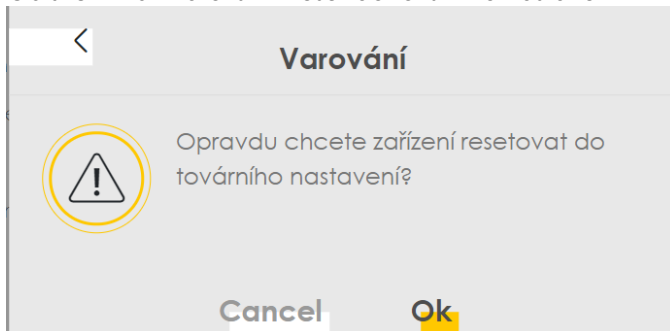 Varování
Opravdu chcete zařízení resetovat do
továrního nastavení?
Cancel Ok